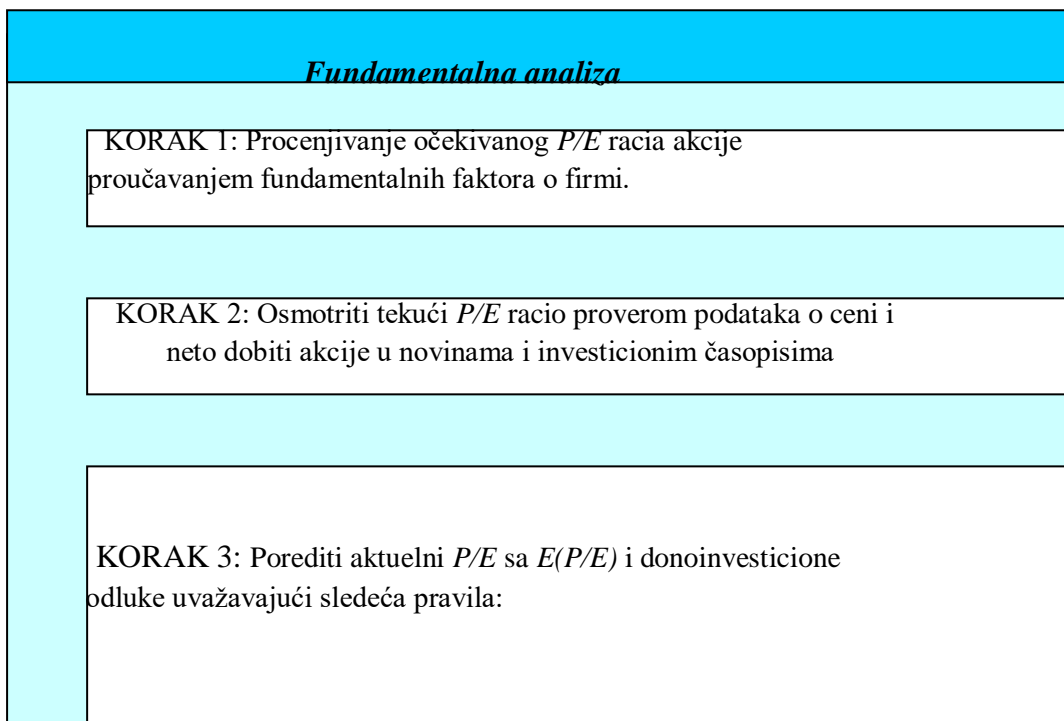 Fundamentalna analiza
KORAK 1: Procenjivanje očekivanog P/E racia akcije
proučavanjem fundamentalnih faktora o firmi.
KORAK 2: Osmotriti tekući P/E racio proverom podataka o ceni i
neto dobiti akcije u novinama i investicionim časopisima
KORAK 3: Porediti aktuelni P/E sa E(P/E) i donoinvesticione
odluke uvažavajući sledeća pravila: